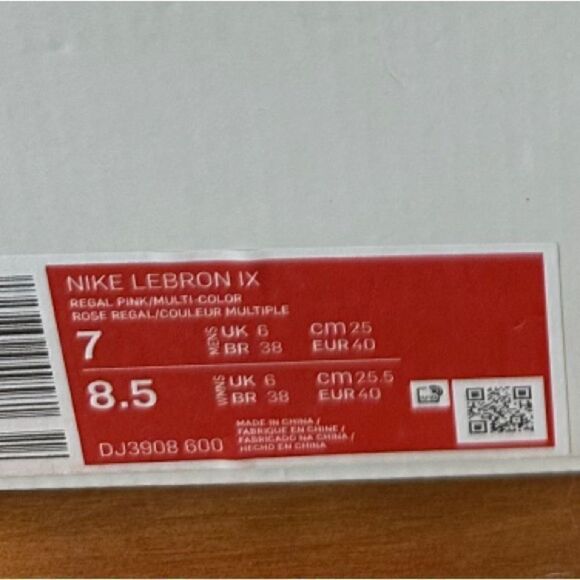 NIKE LEBRON IX
REGAL PINK/MULTI-COLOR
ROSE REGAL/COULEUR MULTIPLE
7 MENS UK 6 cm 25
BR 38 EUR 40
8.5 WMNS UK 6 cm 25.5
BR 38 EUR 40
DJ3908 600
MADE IN CHINA /
FABRIQUE EN CHINE /
FABRICADO NA CHINA /
HECHO EN CHINA